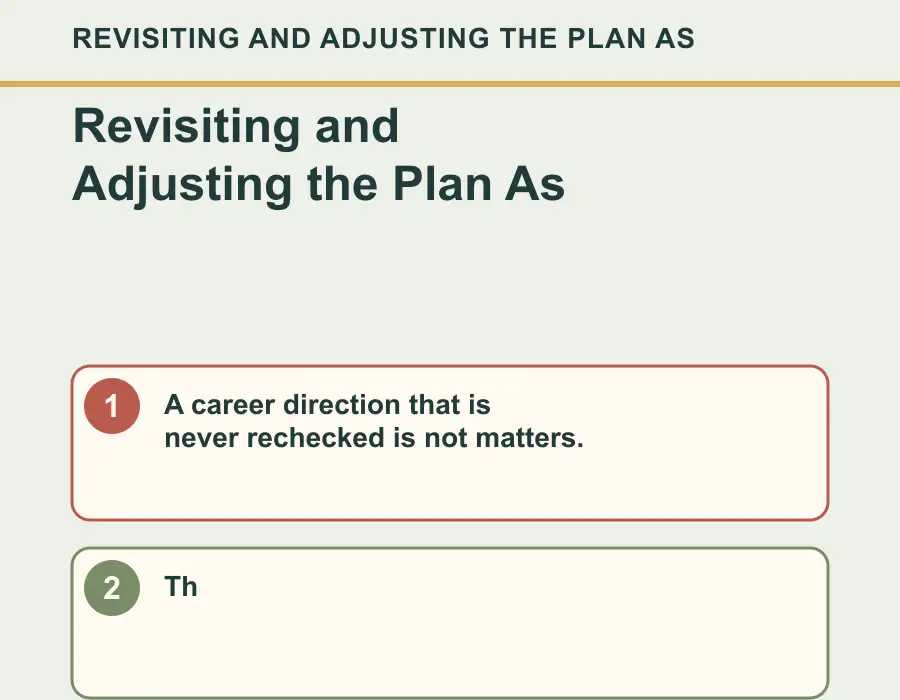 REVISITING AND ADJUSTING THE PLAN AS
Revisiting and
Adjusting the Plan As
1
A career direction that is
never rechecked is not matters.
2
Th